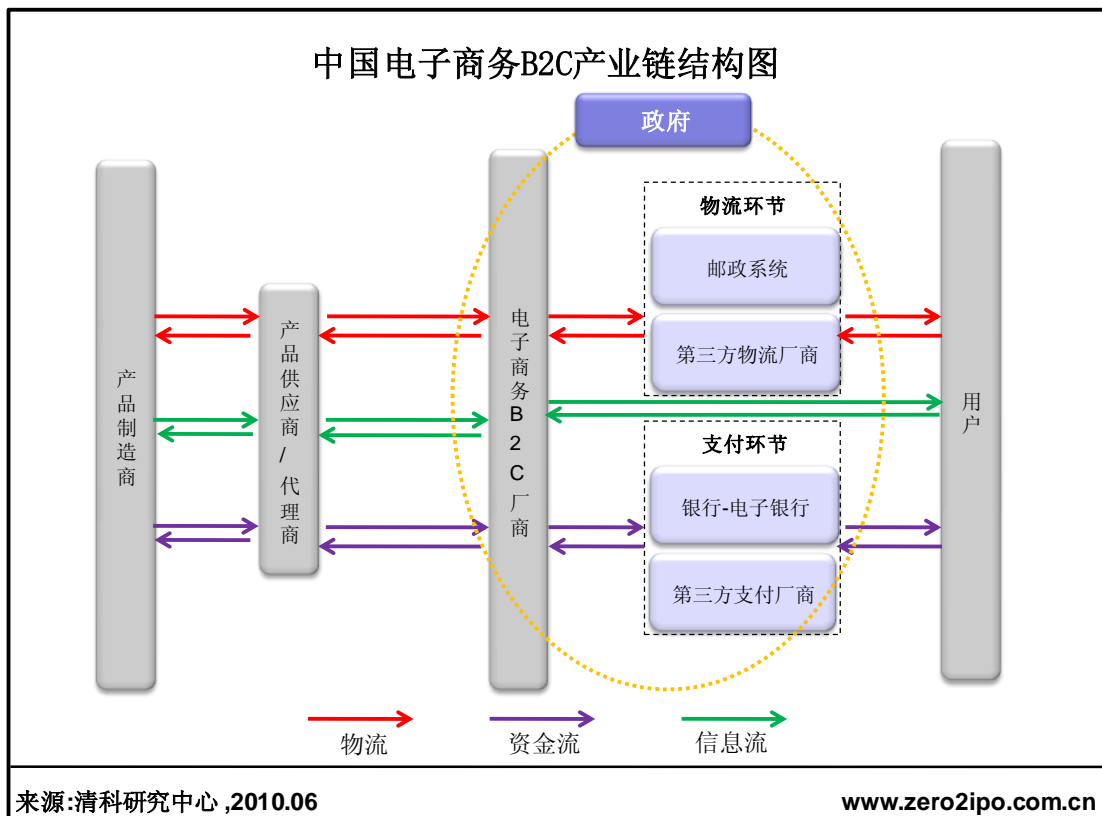 中国电子商务B2C产业链结构图
政府
物流环节
邮政系统
第三方物流厂商
支付环节
银行-电子银行
第三方支付厂商
产品制造商
产品供应商/代理商
电子商务B2C厂商
用户
物流
资金流
信息流
来源:清科研究中心 ,2010.06
www.zero2ipo.com.cn